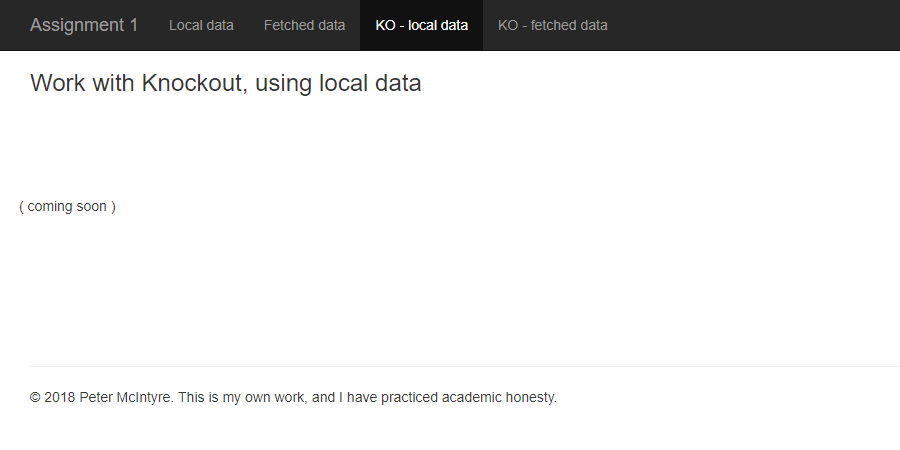 Assignment 1 Local data Fetched data KO - local data KO - fetched data
Work with Knockout, using local data
( coming soon )
© 2018 Peter McIntyre. This is my own work, and I have practiced academic honesty.